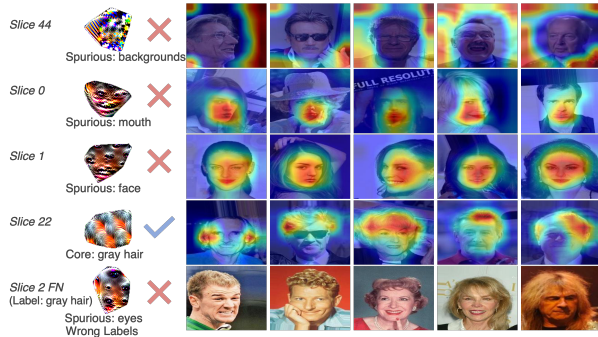 Slice 44
Spurious: backgrounds
Slice 0
Spurious: mouth
FULL RESOLUT
Slice 1
Spurious: face
Slice 22
Core: gray hair
Slice 2 FN
(Label: gray hair)
Spurious: eyes
Wrong Labels